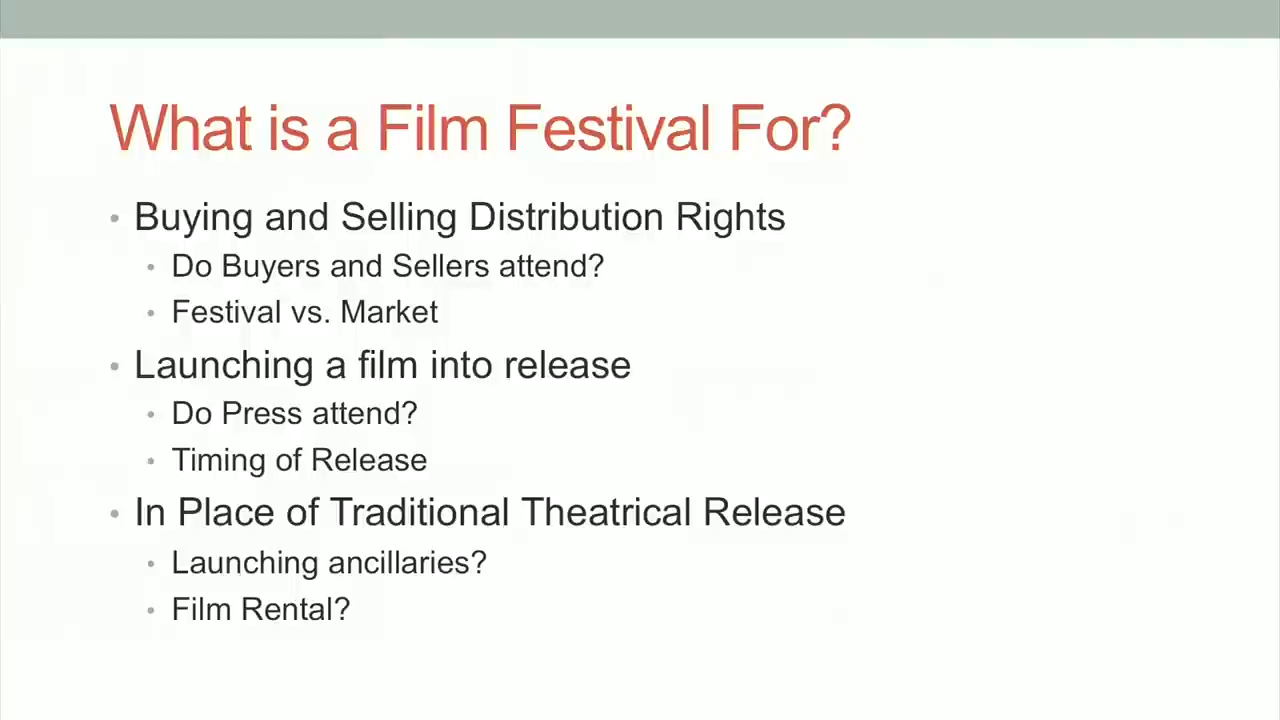 What is a Film Festival For?
• Buying and Selling Distribution Rights
• Do Buyers and Sellers attend?
• Festival vs. Market
• Launching a film into release
• Do Press attend?
• Timing of Release
• In Place of Traditional Theatrical Release
• Launching ancillaries?
• Film Rental?